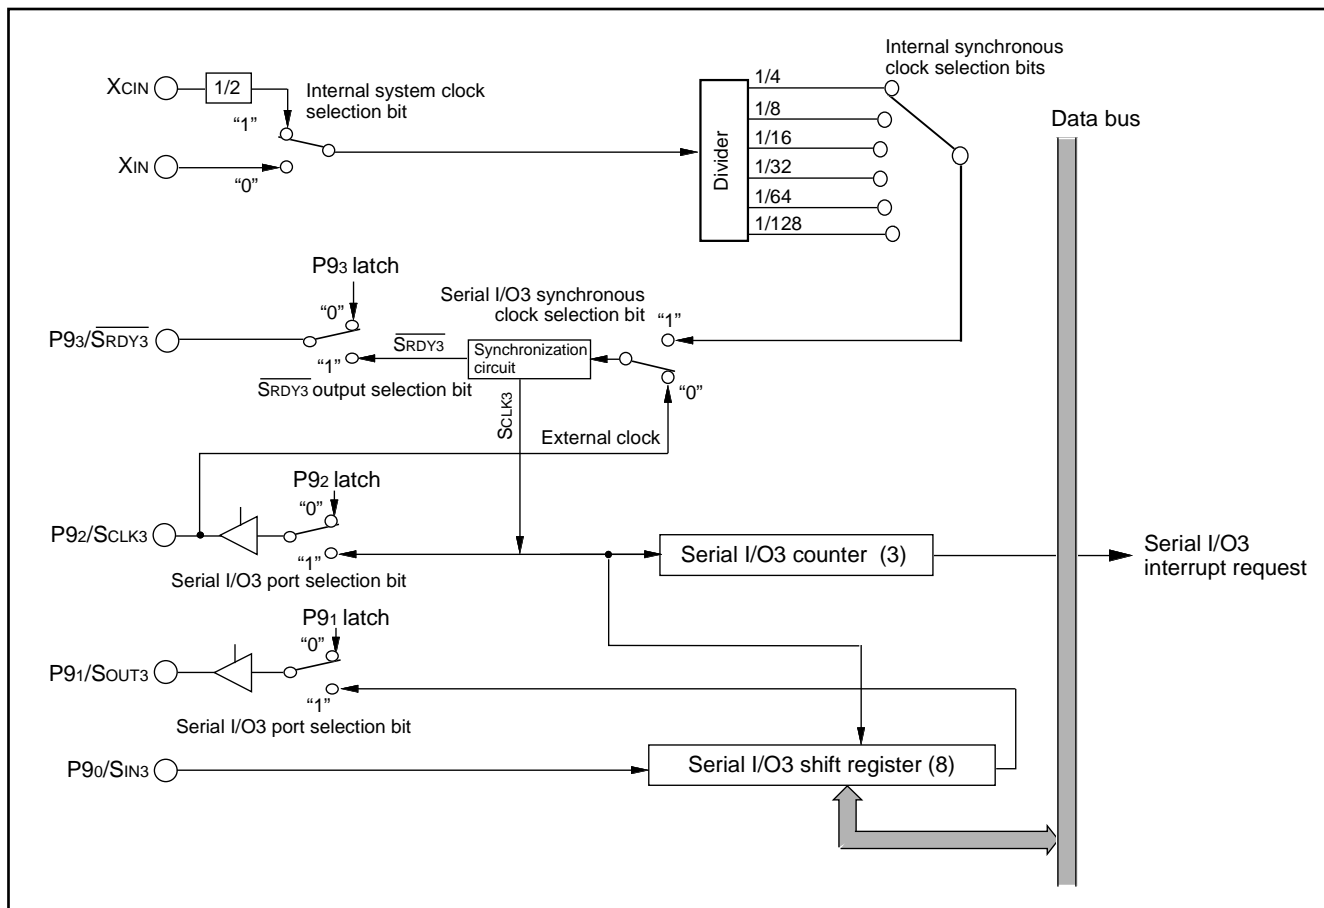 XCIN
1/2
Internal system clock
selection bit
“1”
XIN
“0”
Divider
1/4
1/8
1/16
1/32
1/64
1/128
Internal synchronous
clock selection bits
Data bus
P93 latch
“0”
P93/SRDY3
“1”
SRDY3
SRDY3 output selection bit
Serial I/O3 synchronous
clock selection bit
“1”
Synchronization
circuit
“0”
SCLK3
External clock
P92 latch
“0”
P92/SCLK3
“1”
Serial I/O3 port selection bit
Serial I/O3 counter (3)
Serial I/O3
interrupt request
P91 latch
“0”
P91/SOUT3
“1”
Serial I/O3 port selection bit
P90/SIN3
Serial I/O3 shift register (8)